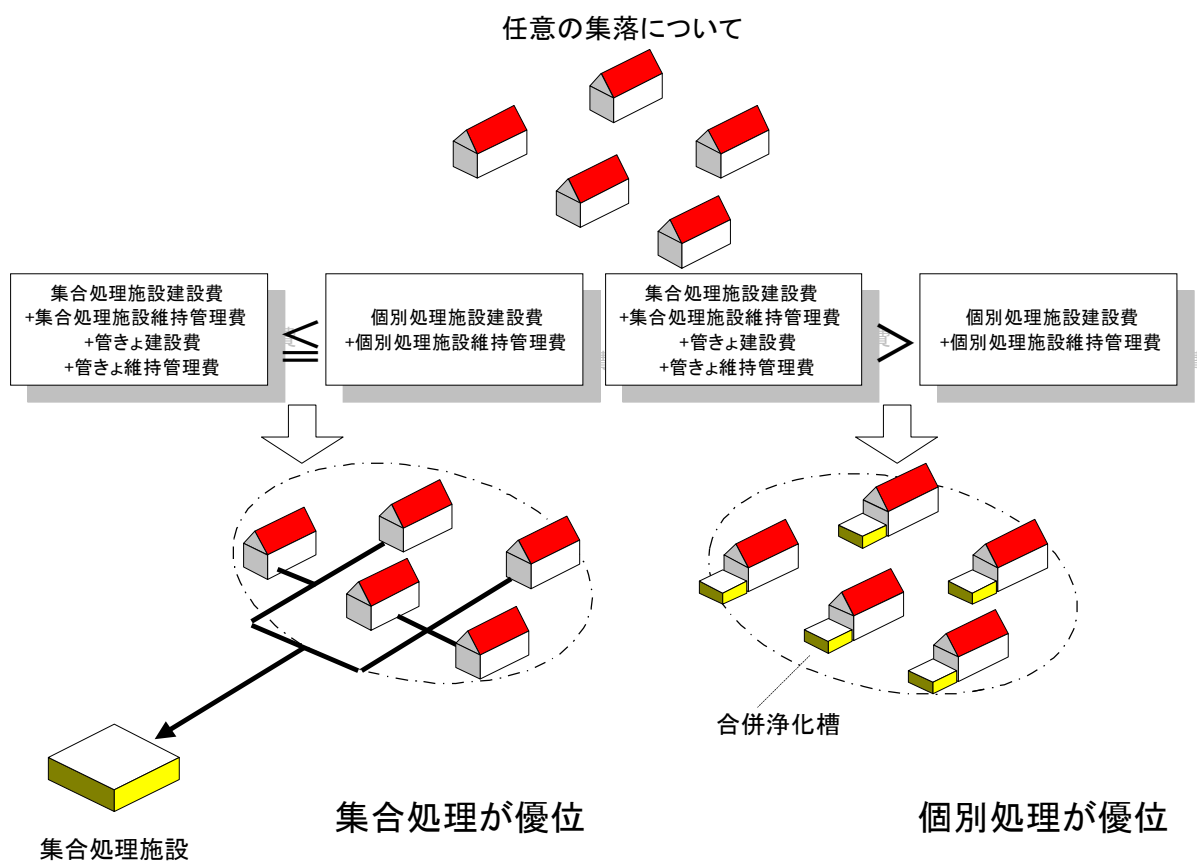 任意の集落について
集合処理施設建設費
+集合処理施設維持管理費
+管きょ建設費
+管きょ維持管理費
≦
個別処理施設建設費
+個別処理施設維持管理費
集合処理施設建設費
+集合処理施設維持管理費
+管きょ建設費
+管きょ維持管理費
>
個別処理施設建設費
+個別処理施設維持管理費
合併浄化槽
集合処理が優位
個別処理が優位
集合処理施設